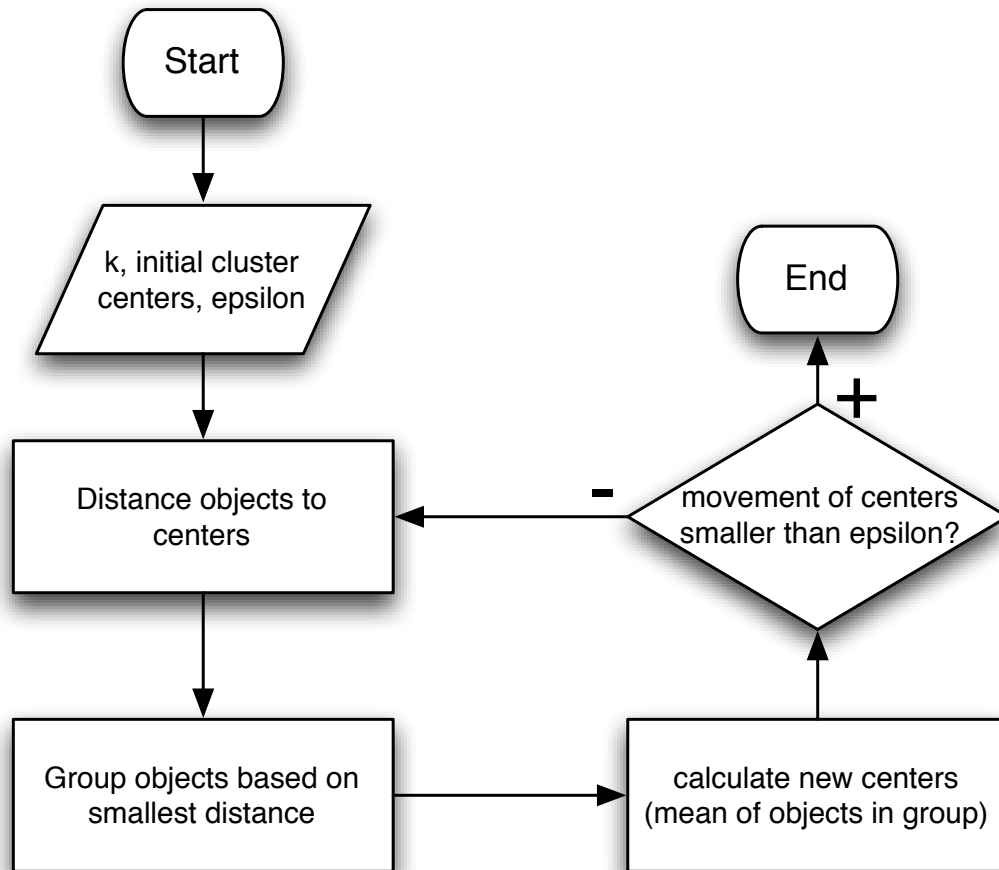 Start
k, initial cluster
centers, epsilon
Distance objects to
centers
Group objects based on
smallest distance
calculate new centers
(mean of objects in group)
movement of centers
smaller than epsilon?
-
+
End